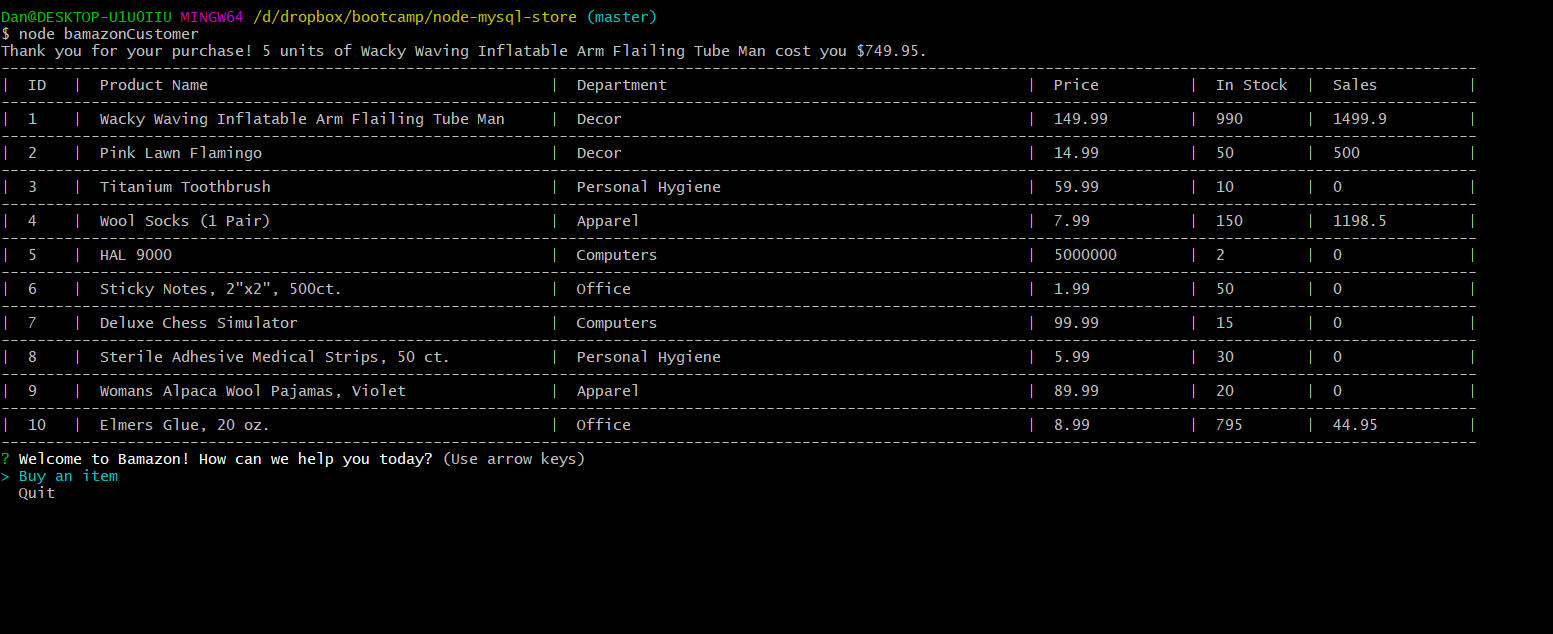 Dan@DESKTOP-U1U0IIU MINGW64 /d/dropbox/bootcamp/node-mysql-store (master)
$ node bamazonCustomer
Thank you for your purchase! 5 units of Wacky Waving Inflatable Arm Flailing Tube Man cost you $749.95.
| ID | Product Name | Department | Price | In Stock | Sales |
| 1 | Wacky Waving Inflatable Arm Flailing Tube Man | Decor | 149.99 | 990 | 1499.9 |
| 2 | Pink Lawn Flamingo | Decor | 14.99 | 50 | 500 |
| 3 | Titanium Toothbrush | Personal Hygiene | 59.99 | 10 | 0 |
| 4 | Wool Socks (1 Pair) | Apparel | 7.99 | 150 | 1198.5 |
| 5 | HAL 9000 | Computers | 5000000 | 2 | 0 |
| 6 | Sticky Notes, 2"x2", 500ct. | Office | 1.99 | 50 | 0 |
| 7 | Deluxe Chess Simulator | Computers | 99.99 | 15 | 0 |
| 8 | Sterile Adhesive Medical Strips, 50 ct. | Personal Hygiene | 5.99 | 30 | 0 |
| 9 | Womans Alpaca Wool Pajamas, Violet | Apparel | 89.99 | 20 | 0 |
| 10 | Elmers Glue, 20 oz. | Office | 8.99 | 795 | 44.95 |
? Welcome to Bamazon! How can we help you today? (Use arrow keys)
> Buy an item
Quit